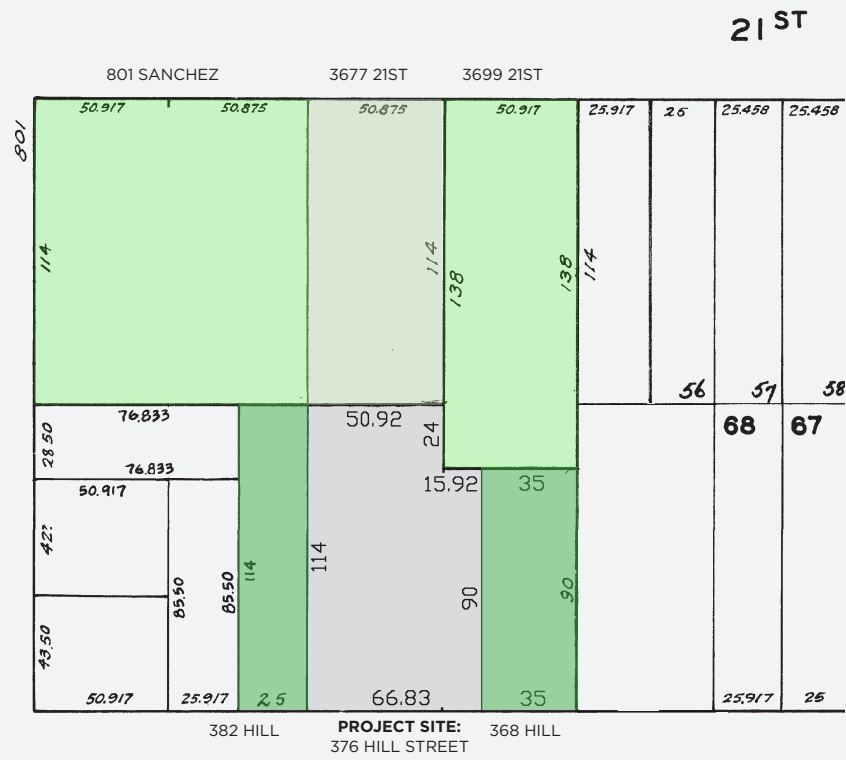 21 ST
801 SANCHEZ 3677 21ST 3699 21ST
50.917 50.875 50.875 50.917 25.917 26 25.458 25.458
801
114 114 138 138 114
56 57 58
76.833 50.92 68 67
28 50 24
76.833 15.92 35
50.917
42? 114 114 90 90
85.50 85.50
43.50
50.917 25.917 25 66.83 35 25.917 25
382 HILL PROJECT SITE: 368 HILL
376 HILL STREET